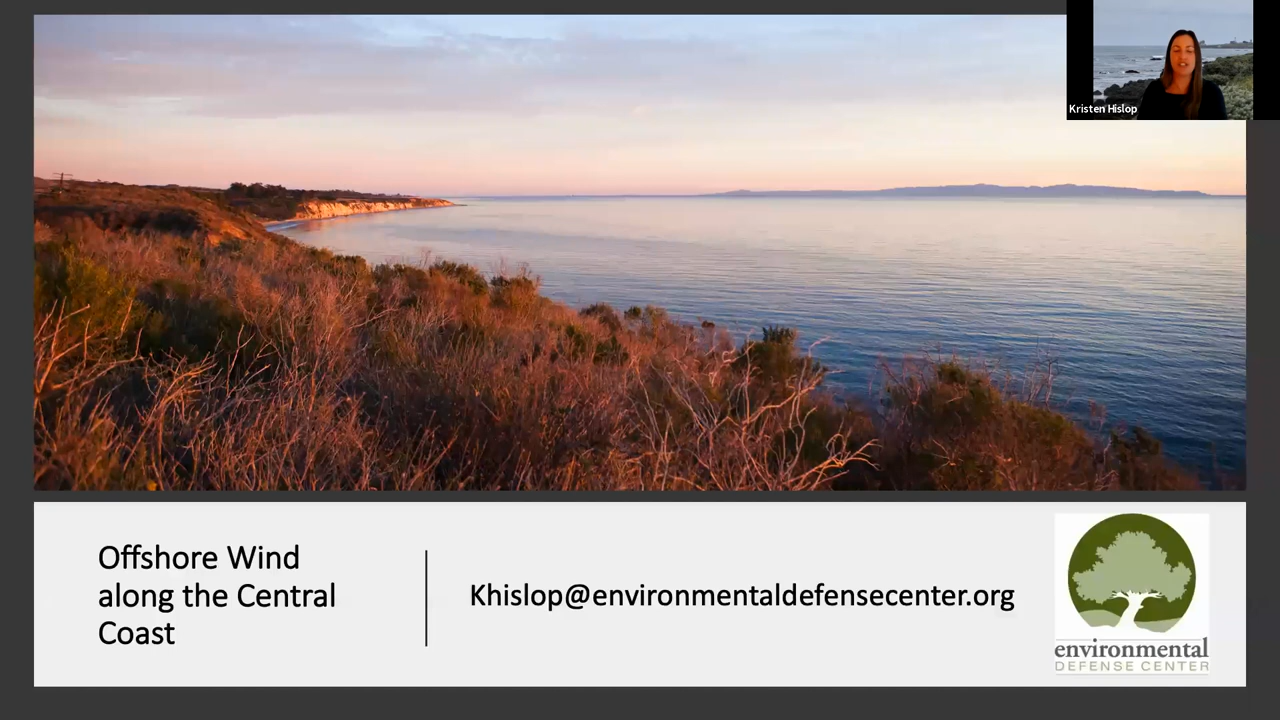 Kristen Hislop
Offshore Wind
along the Central
Coast
Khislop@environmentaldefensecenter.org
environmental
DEFENSE CENTER